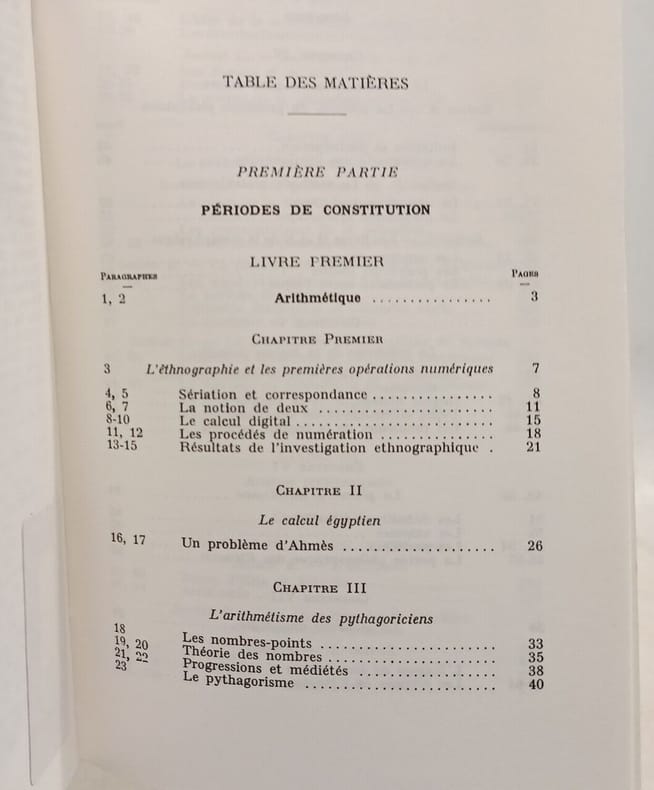 TABLE DES MATIÈRES
PREMIÈRE PARTIE
PÉRIODES DE CONSTITUTION
LIVRE PREMIER
PARAGRAPHES PAGES
1, 2 Arithmétique ................ 3
CHAPITRE PREMIER
3 L'éthnographie et les premières opérations numériques 7
4, 5 Sériation et correspondance ................ 8
6, 7 La notion de deux ....................... 11
8-10 Le calcul digital .......................... 15
11, 12 Les procédés de numération ............... 18
13-15 Résultats de l'investigation ethnographique . 21
CHAPITRE II
Le calcul égyptien
16, 17 Un problème d'Ahmès .................... 26
CHAPITRE III
L'arithmétisme des pythagoriciens
18 Les nombres-points ....................... 33
19, 20 Théorie des nombres ...................... 35
21, 22 Progressions et médiétés .................. 38
23 Le pythagorisme ......................... 40